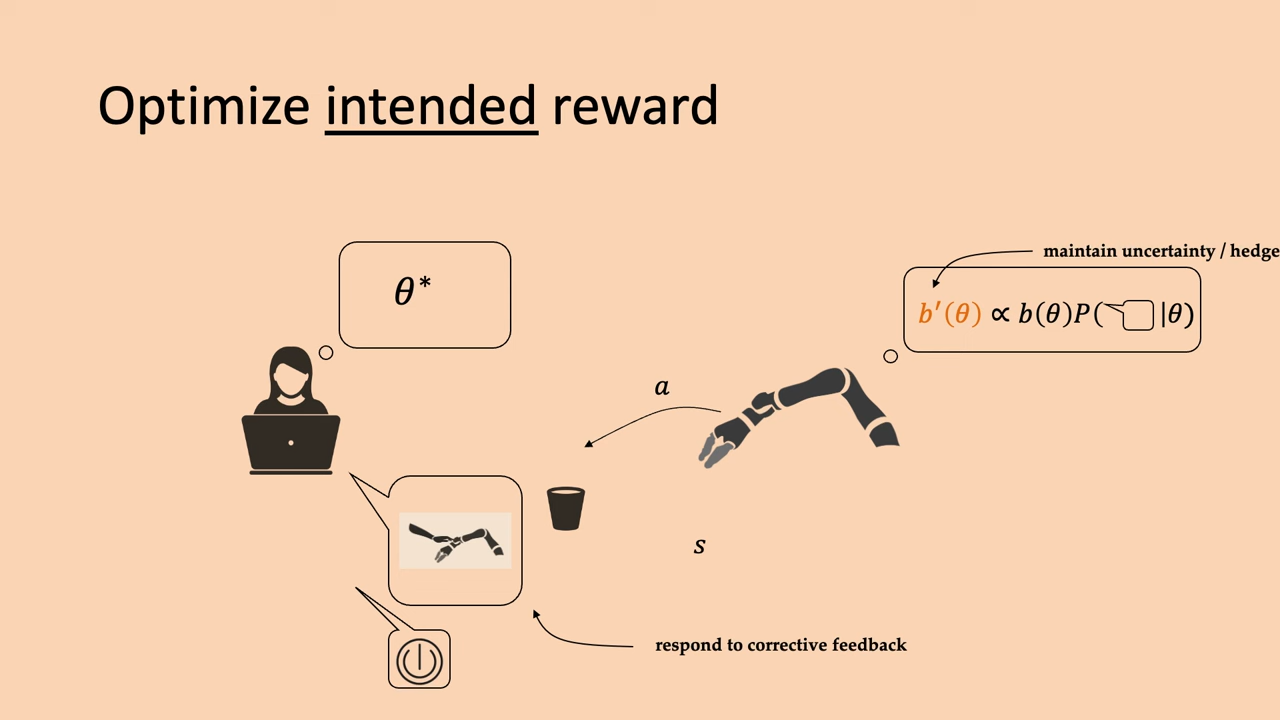 Optimize intended reward
maintain uncertainty / hedge
θ*
b′(θ) ∝ b(θ)P( |θ)
a
s
respond to corrective feedback